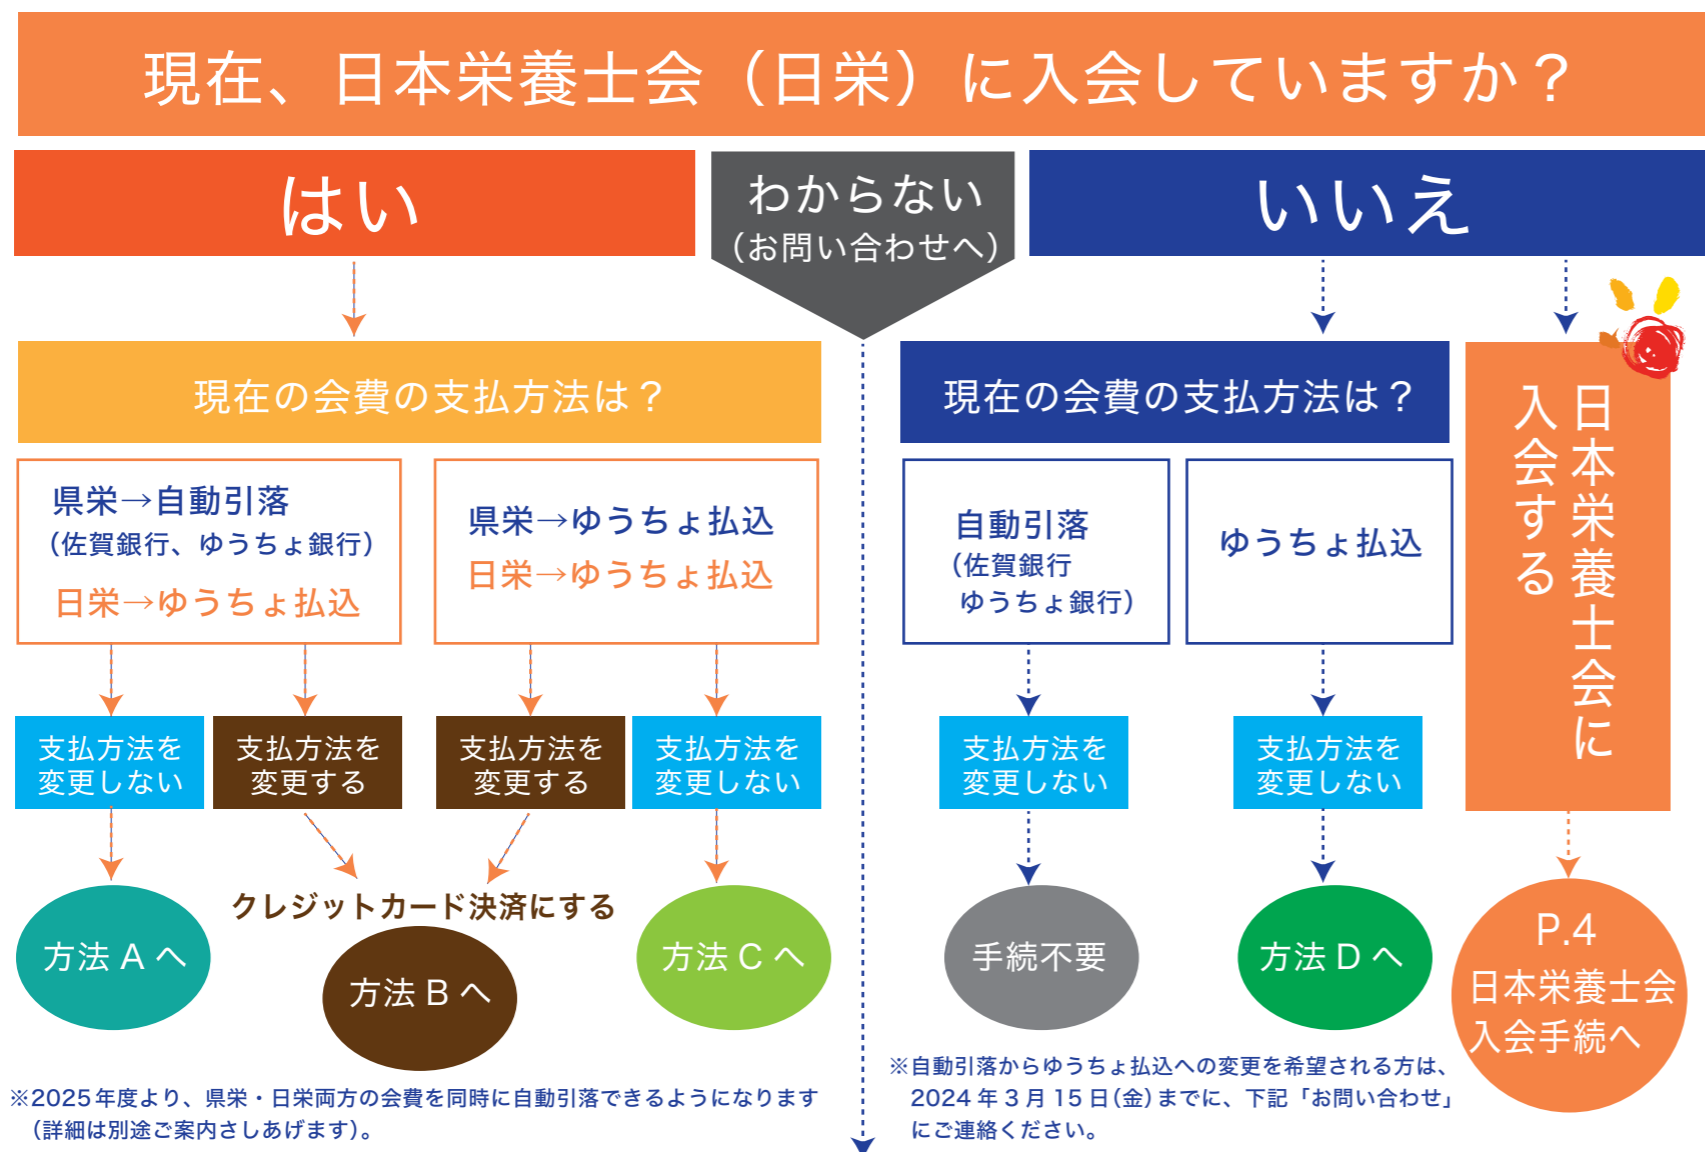 現在、日本栄養士会（日栄）に入会していますか？
はい
わからない
（お問い合わせへ）
いいえ
現在の会費の支払方法は？
県栄→自動引落
（佐賀銀行、ゆうちょ銀行）
日栄→ゆうちょ払込
県栄→ゆうちょ払込
日栄→ゆうちょ払込
支払方法を
変更しない
支払方法を
変更する
支払方法を
変更する
支払方法を
変更しない
方法 A へ
クレジットカード決済にする
方法 B へ
方法 C へ
※2025年度より、県栄・日栄両方の会費を同時に自動引落できるようになります
（詳細は別途ご案内さしあげます）。
現在の会費の支払方法は？
自動引落
（佐賀銀行
ゆうちょ銀行）
ゆうちょ払込
支払方法を
変更しない
支払方法を
変更しない
手続不要
方法 D へ
※自動引落からゆうちょ払込への変更を希望される方は、
2024 年 3 月 15 日（金）までに、下記「お問い合わせ」
にご連絡ください。
日本栄養士会に
入会する
P.4
日本栄養士会
入会手続へ